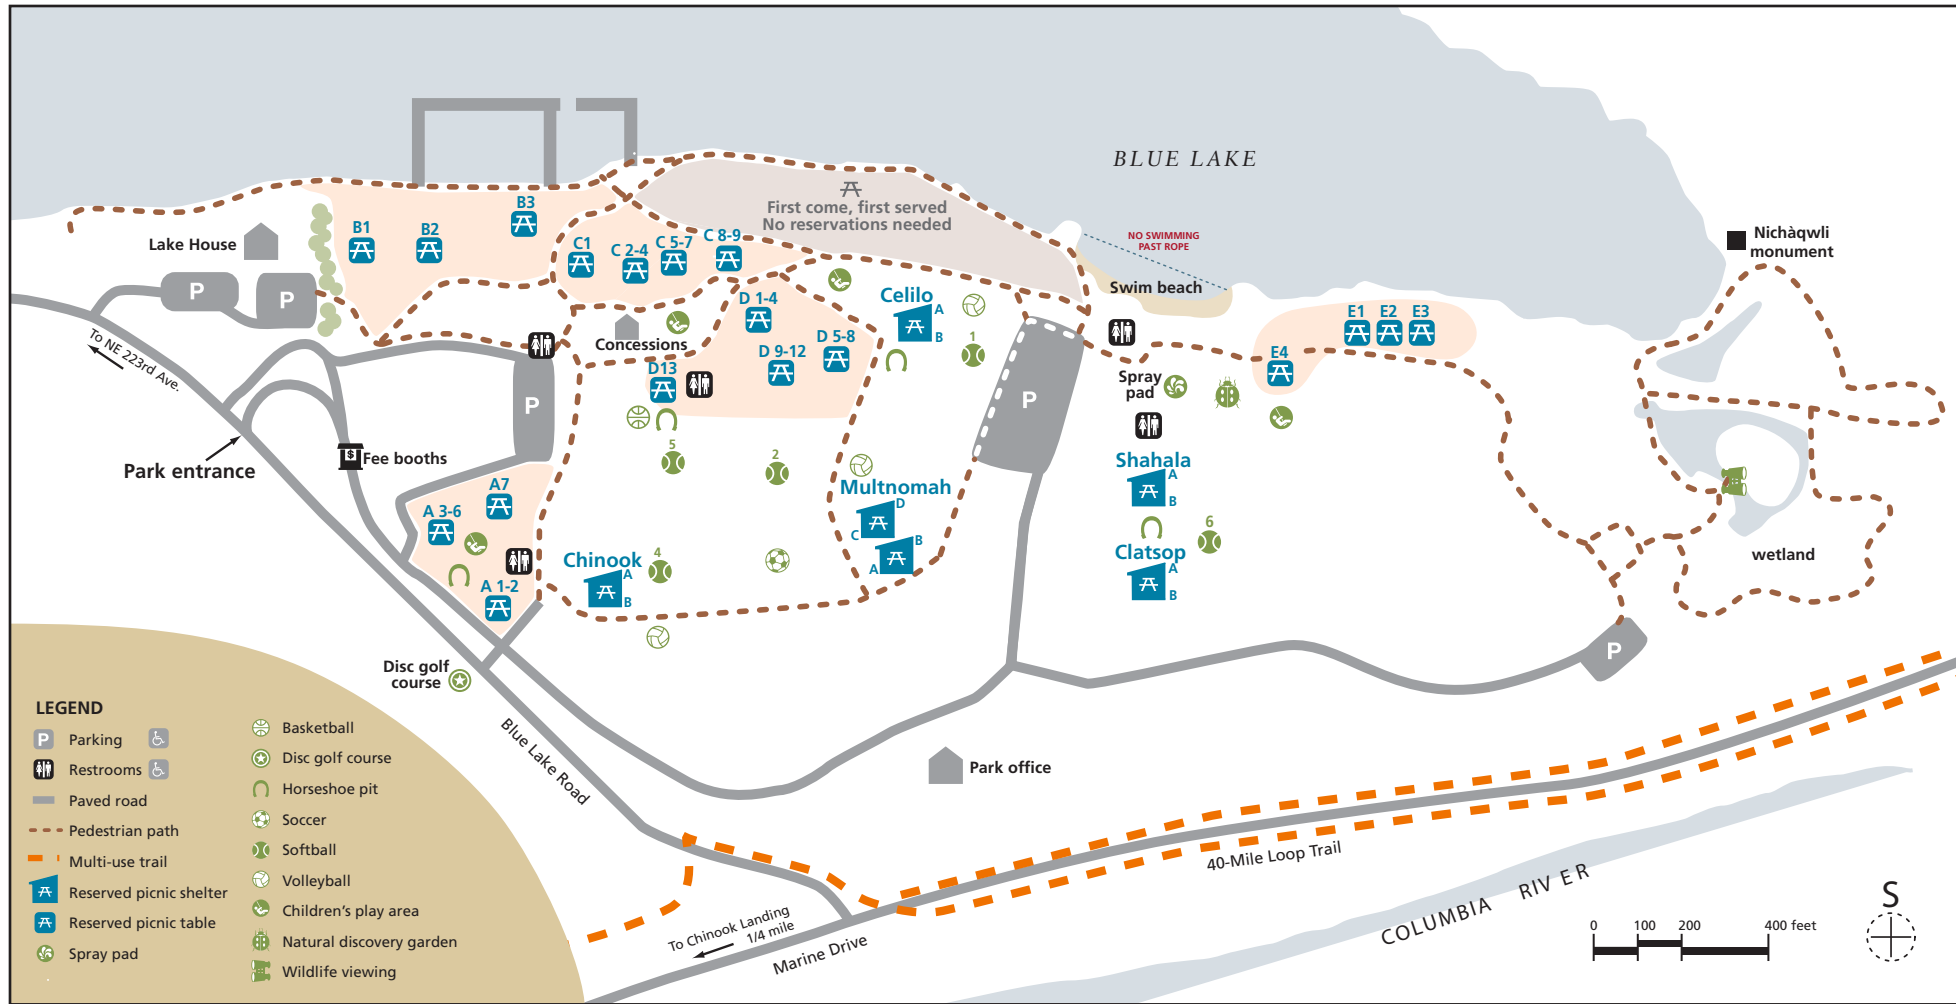 BLUE LAKE
First come, first served
No reservations needed
NO SWIMMING
PAST ROPE
Swim beach
Nichàqwli
monument
Lake House
B1
B2
B3
C1
C 2-4
C 5-7
C 8-9
P
P
To NE 223rd Ave.
Concessions
D 1-4
D 5-8
D 9-12
D13
Celilo
A
B
1
E1
E2
E3
E4
Spray
pad
P
P
Park entrance
$
Fee booths
5
2
Multnomah
D
C
B
A
Shahala
A
B
6
Clatsop
A
B
A7
A 3-6
A 1-2
Chinook
A
B
4
wetland
P
Disc golf
course
Blue Lake Road
Park office
40-Mile Loop Trail
To Chinook Landing
1/4 mile
Marine Drive
COLUMBIA RIVER
0 100 200 400 feet
S
LEGEND
P Parking
Restrooms
Paved road
Pedestrian path
Multi-use trail
Reserved picnic shelter
Reserved picnic table
Spray pad
Basketball
Disc golf course
Horseshoe pit
Soccer
Softball
Volleyball
Children's play area
Natural discovery garden
Wildlife viewing